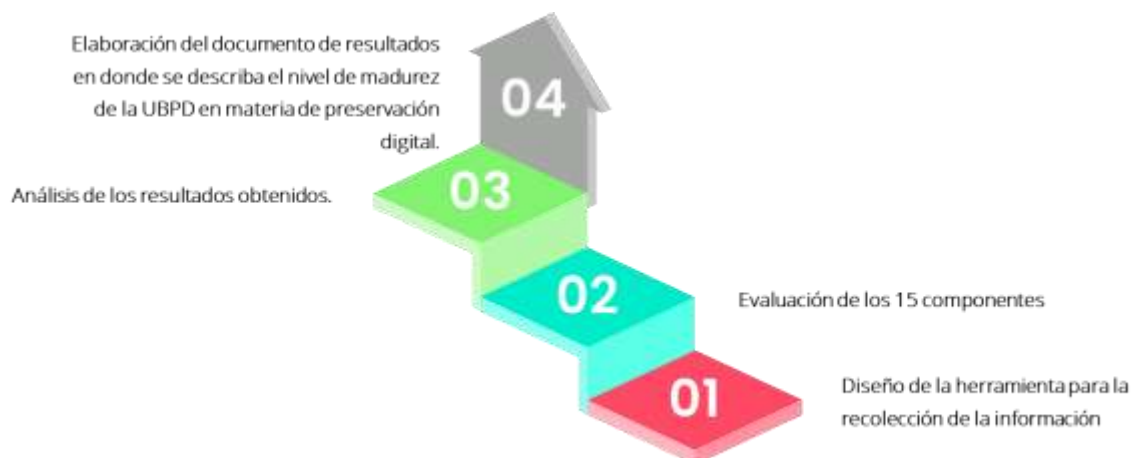 Elaboración del documento de resultados
en donde se describa el nivel de madurez
de la UBPD en materia de preservación
digital.
04
03
Análisis de los resultados obtenidos.
02
Evaluación de los 15 componentes
01
Diseño de la herramienta para la
recolección de la información